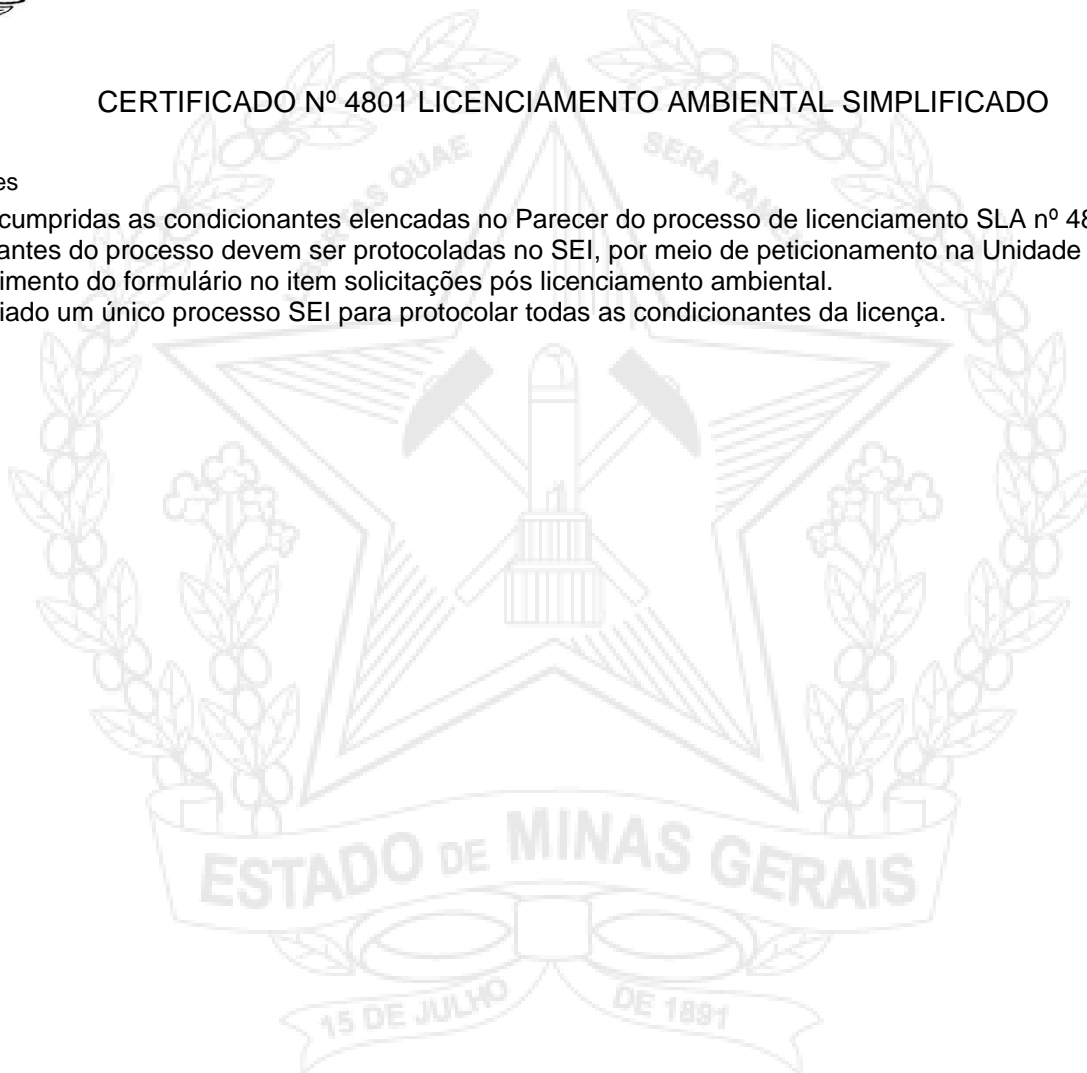 CERTIFICADO Nº 4801 LICENCIAMENTO AMBIENTAL SIMPLIFICADO
cumpridas as condicionantes elencadas no Parecer do processo de licenciamento SLA nº
do processo devem ser protocoladas no SEI, por meio de peticionamento na Unidade
do formulário no item solicitações pós licenciamento ambiental.
um único processo SEI para protocolar todas as condicionantes da licença.
QUAE SERA
ESTADO DE MINAS GERAIS
15 DE JULHO DE 1891